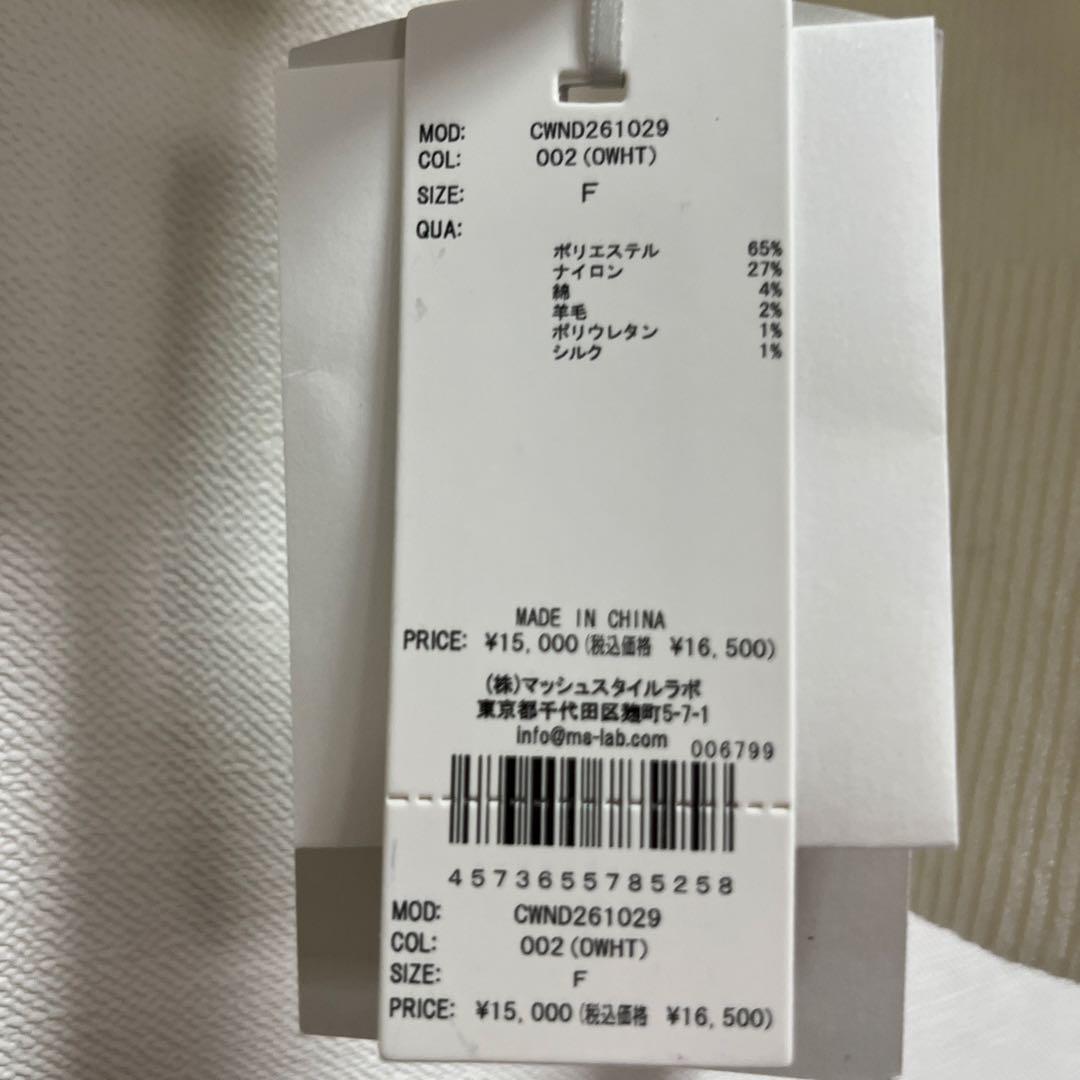 MOD: CWND261029
COL: 002(OWHT)
SIZE: F
QUA:
ポリエステル 65%
ナイロン 27%
綿 4%
羊毛 2%
ポリウレタン 1%
シルク 1%
MADE IN CHINA
PRICE: ¥15,000(税込価格 ¥16,500)
(株)マッシュスタイルラボ
東京都千代田区麹町5-7-1
info@ms-lab.com
006799
4573655785258
MOD: CWND261029
COL: 002(OWHT)
SIZE: F
PRICE: ¥15,000(税込価格 ¥16,500)